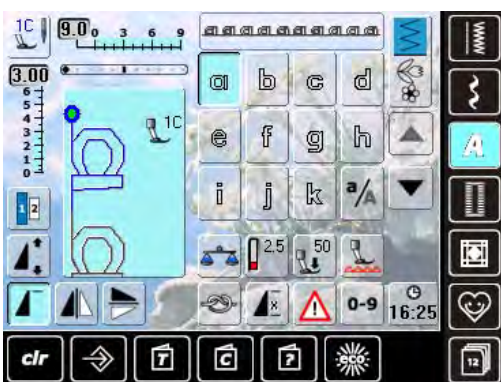 1C 9.0 0 3 6 9 a a a a a a a a a
3.00
6 5 4 3 2 1 0
1C
a b c d
e f g h
i j k a/A
A
1 2
2.5 50
0-9 16:25
clr T C ? eco 12